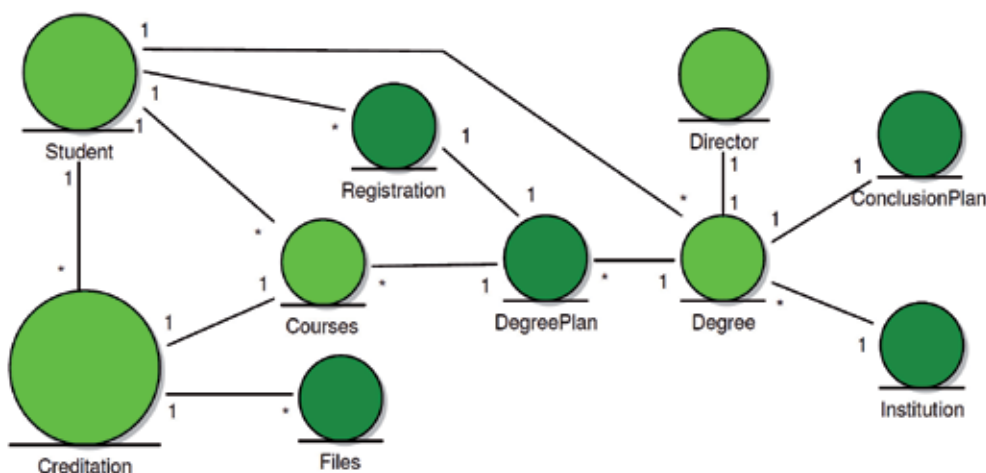 1
1
1
Student
1
*
Registration
1
Director
1
1
*
1
1
ConclusionPlan
*
Courses
*
1
1
DegreePlan
*
1
Degree
*
1
Institution
*
1
1
Creditation
1
*
Files